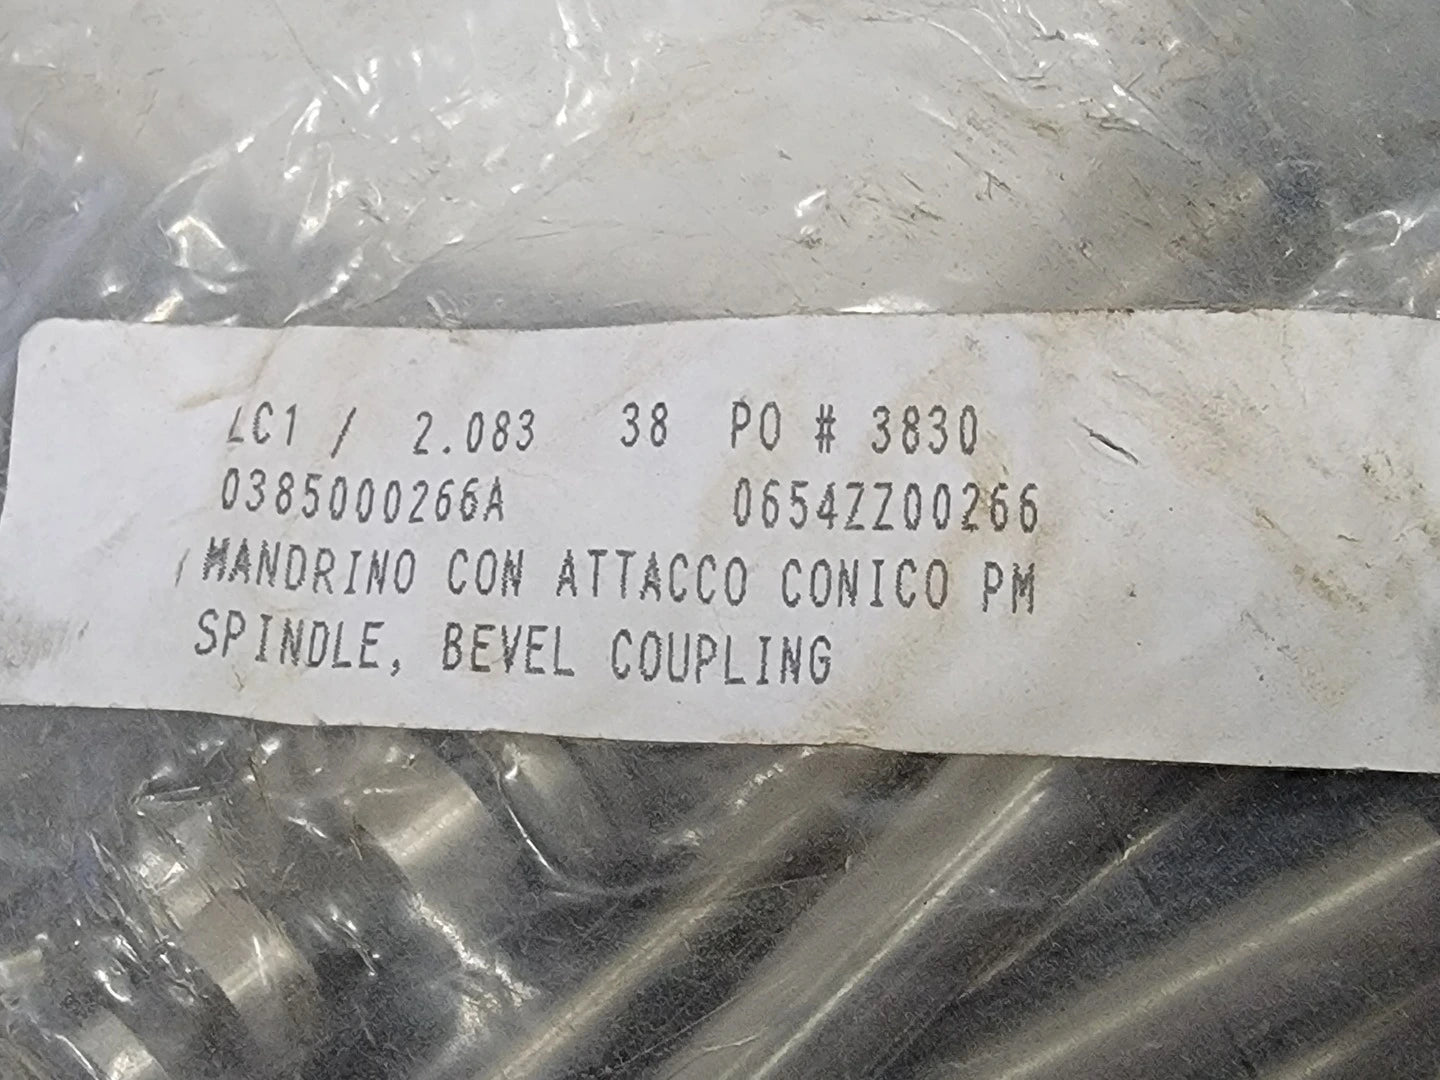 LC1 / 2.083 38 PO # 3830
0385000266A 0654ZZ00266
MANDRINO CON ATTACCO CONICO PM
SPINDLE, BEVEL COUPLING